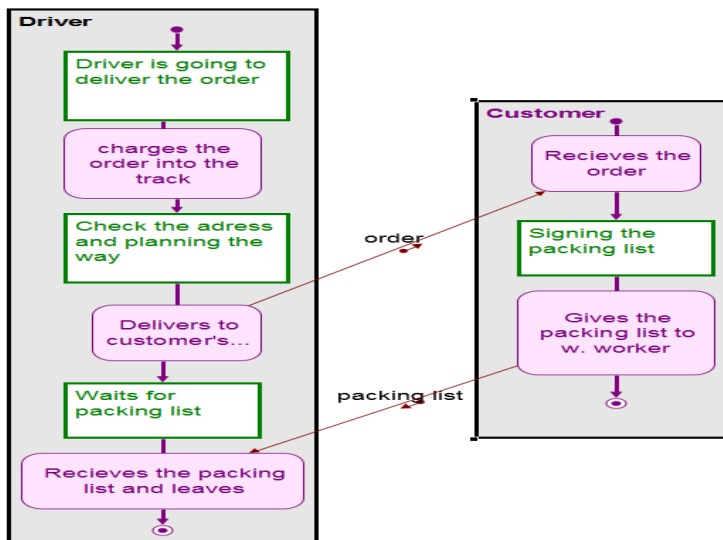 Driver
Driver is going to
deliver the order
charges the
order into the
track
Check the adress
and planning the
way
Delivers to
customer's...
Waits for
packing list
Recieves the packing
list and leaves
order
packing list
Customer
Recieves the
order
Signing the
packing list
Gives the
packing list to
w. worker